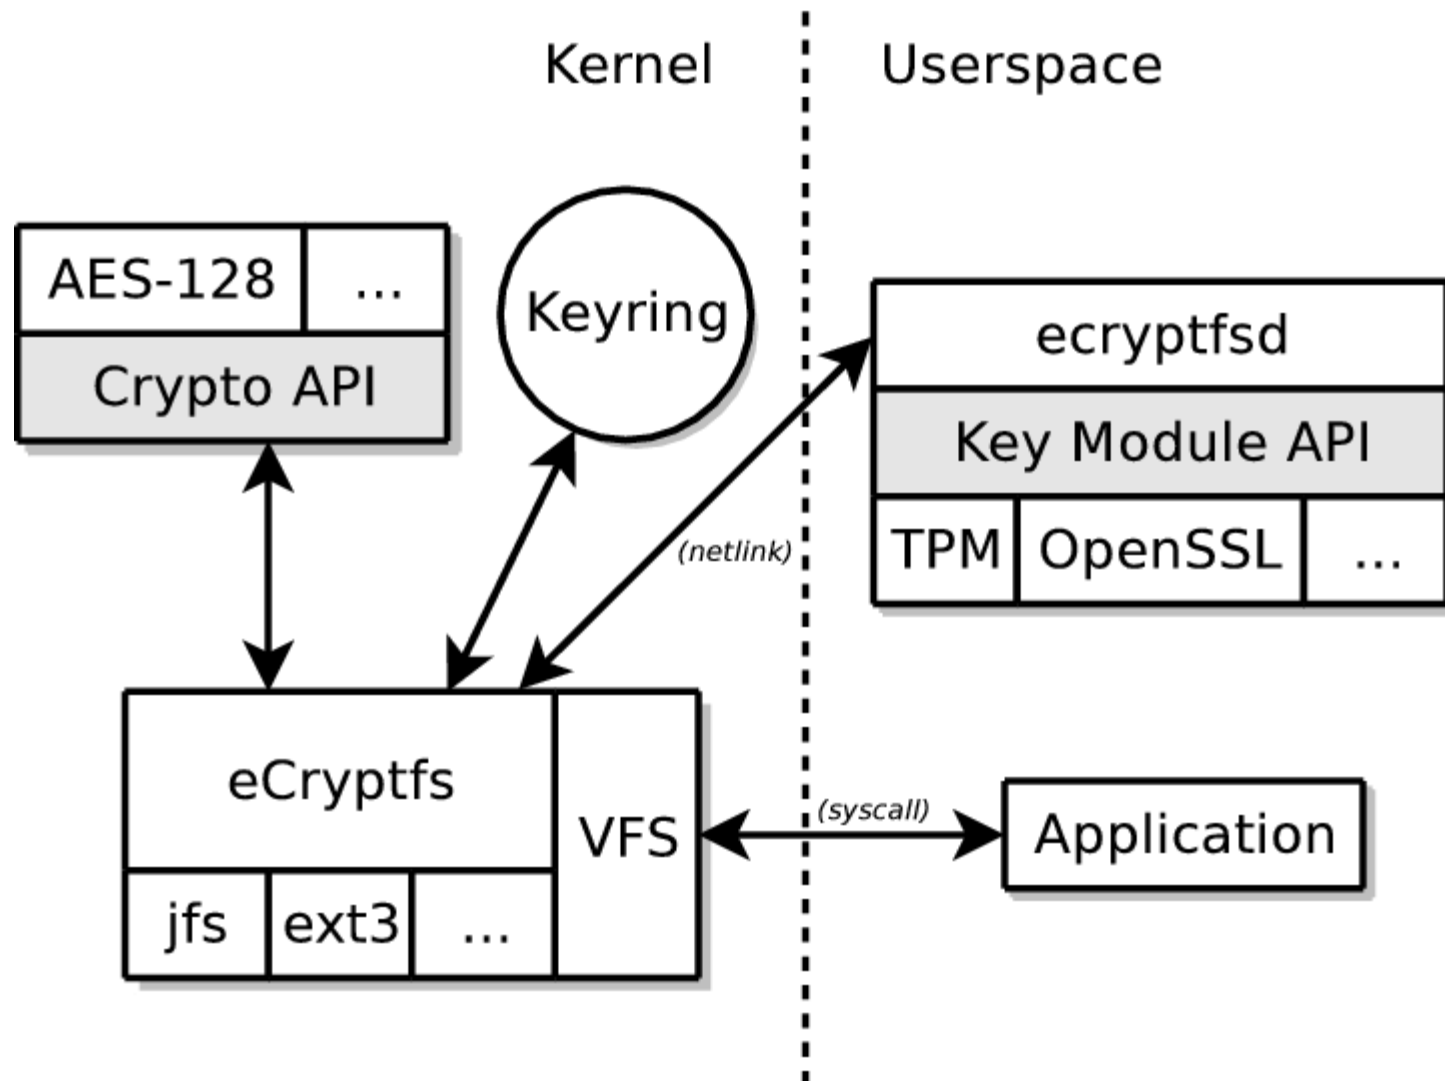 Kernel
Userspace
AES-128
...
Crypto API
Keyring
ecryptfsd
Key Module API
TPM
OpenSSL
...
(netlink)
eCryptfs
VFS
jfs
ext3
...
(syscall)
Application